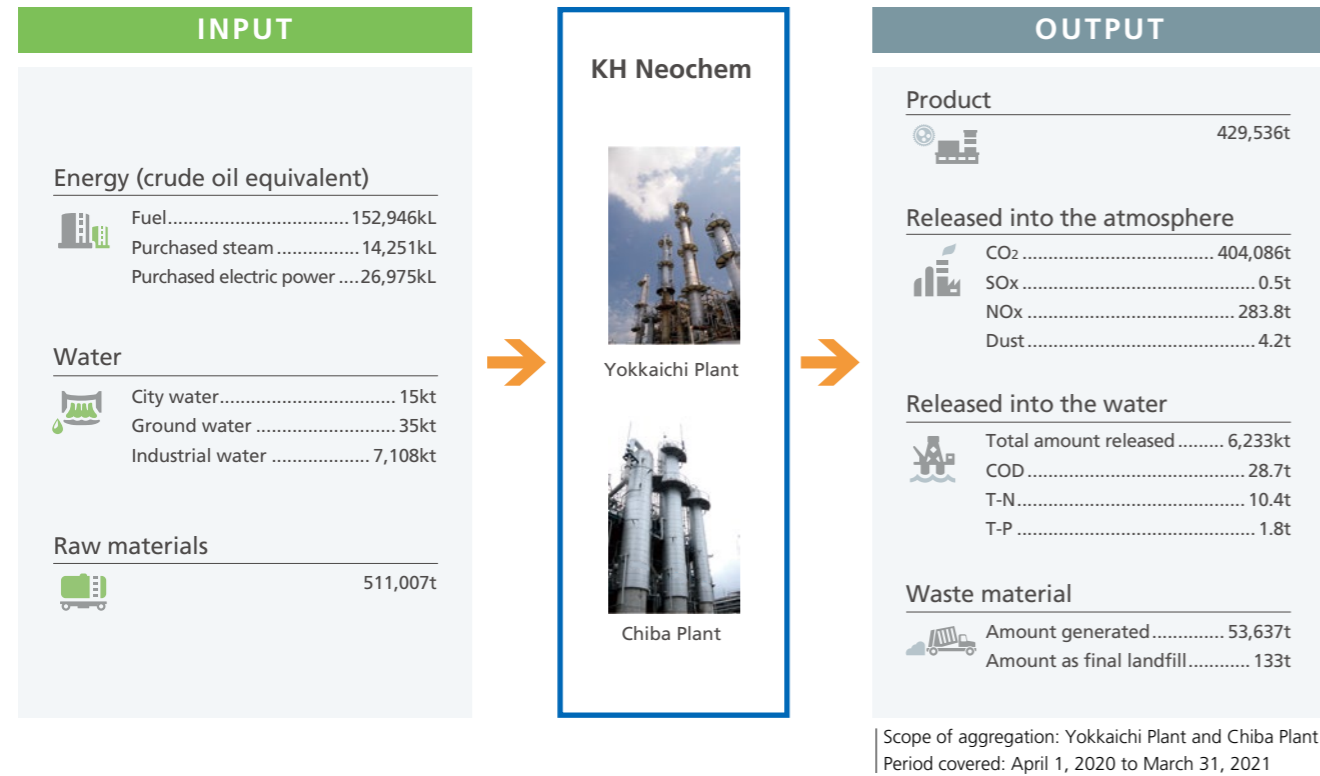 INPUT
Energy (crude oil equivalent)
Fuel..................................152,946kL
Purchased steam ................14,251kL
Purchased electric power ....26,975kL
Water
City water................................. 15kt
Ground water .......................... 35kt
Industrial water ................... 7,108kt
Raw materials
511,007t
KH Neochem
Yokkaichi Plant
Chiba Plant
OUTPUT
Product
429,536t
Released into the atmosphere
CO2 .................................... 404,086t
SOx ............................................ 0.5t
NOx ....................................... 283.8t
Dust........................................... 4.2t
Released into the water
Total amount released ......... 6,233kt
COD.......................................... 28.7t
T-N........................................... 10.4t
T-P ............................................. 1.8t
Waste material
Amount generated............. 53,637t
Amount as final landfill............ 133t
Scope of aggregation: Yokkaichi Plant and Chiba Plant
Period covered: April 1, 2020 to March 31, 2021